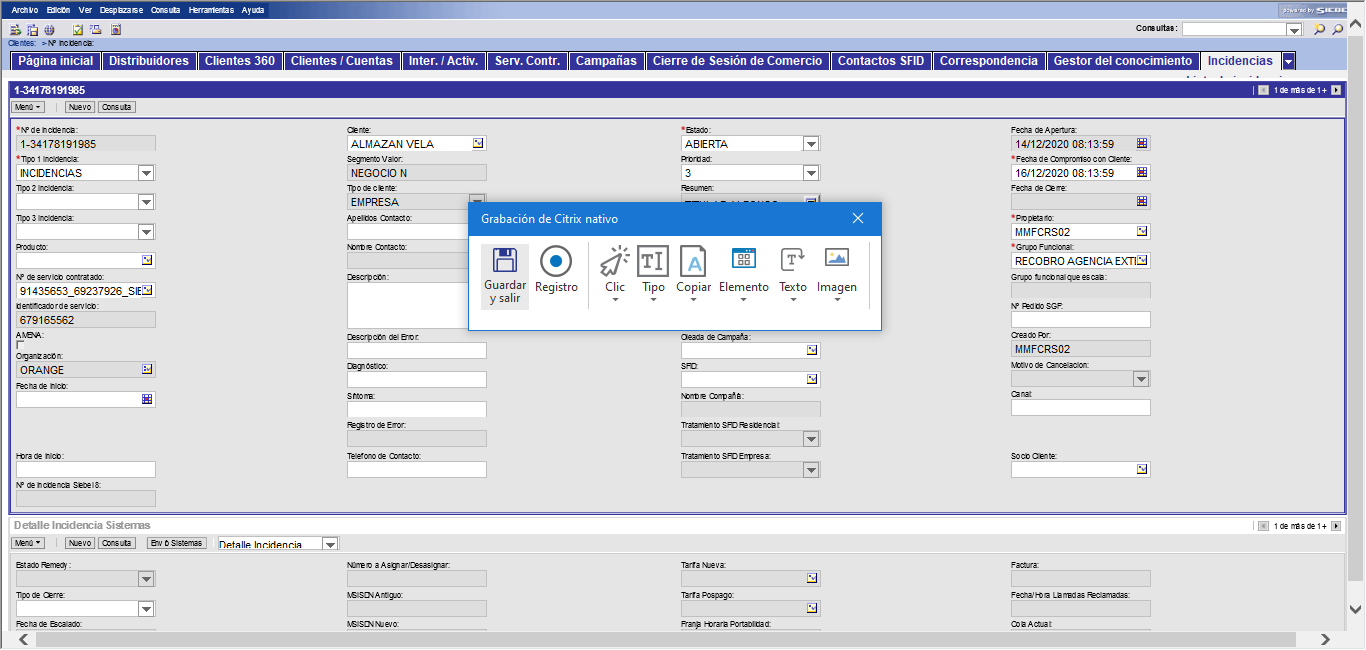 Archivo Edición Ver Desplazarse Consulta Herramientas Ayuda
powered by SIEBEL
Consultas:
Clientes: > Nº Incidencia:
Página inicial Distribuidores Clientes 360 Clientes / Cuentas Inter. / Activ. Serv. Contr. Campañas Cierre de Sesión de Comercio Contactos SFID Correspondencia Gestor del conocimiento Incidencias
1-34178191985 1 de más de 1+
Menú Nuevo Consulta
*Nº de Incidencia: Cliente: *Estado: Fecha de Apertura:
1-34178191985 ALMAZAN VELA ABIERTA 14/12/2020 08:13:59
*Tipo 1 Incidencia: Segmento Valor: Prioridad: *Fecha de Compromiso con Cliente:
INCIDENCIAS NEGOCIO N 3 16/12/2020 08:13:59
Tipo 2 Incidencia: Tipo de cliente: Resumen: Fecha de Cierre:
EMPRESA
Tipo 3 Incidencia: Apellidos Contacto: *Propietario:
MMFCRS02
Producto: Nombre Contacto: *Grupo Funcional:
RECOBRO AGENCIA EXTE
Nº de servicio contratado: Descripción: Grupo funcional que escala:
91435653_69237926_SIE
Identificador de servicio: Nº Pedido SGP:
679165562
Grabación de Citrix nativo
Guardar y salir Registro Clic Tipo Copiar Elemento Texto Imagen
AMENA: Descripción del Error: Oleada de Campaña: Creado Por:
MMFCRS02
Organización: Diagnóstico: SFID: Motivo de Cancelacion:
ORANGE
Fecha de Inicio: Síntoma: Nombre Compañía: Canal:
Registro de Error: Tratamiento SFID Residencial:
Hora de Inicio: Telefono de Contacto: Tratamiento SFID Empresa: Socio Cliente:
Nº de Incidencia Siebel 8:
Detalle Incidencia Sistemas 1 de más de 1+
Menú Nuevo Consulta Envío Sistemas Detalle Incidencia
Estado Remedy: Número a Asignar/Desasignar: Tarifa Nueva: Factura:
Tipo de Cierre: MSISDN Antiguo: Tarifa Pospago: Fecha/Hora Llamadas Reclamadas:
Fecha de Escalado: MSISDN Nuevo: Franja Horaria Portabilidad: Cola Actual: